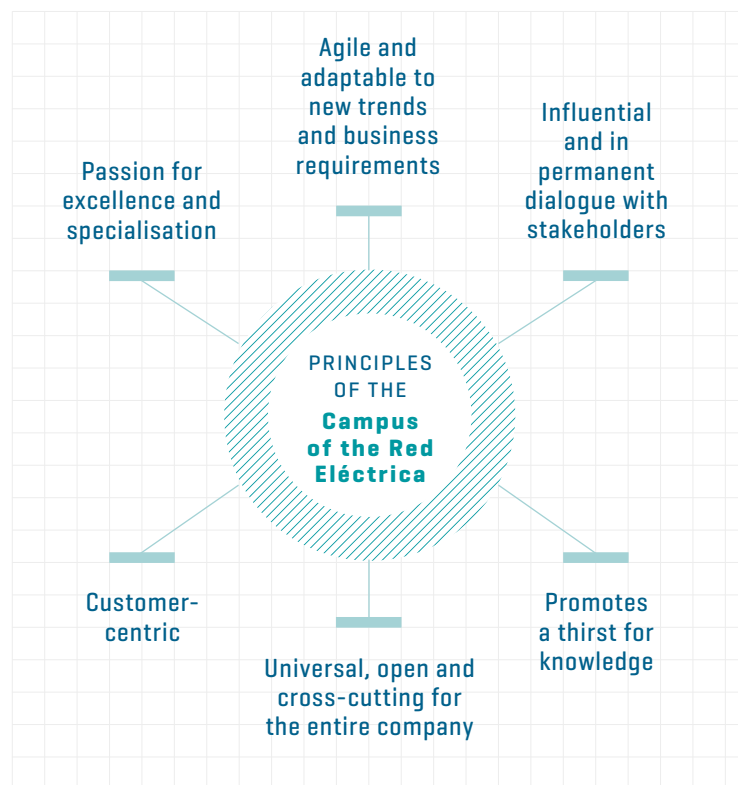 Agile and
adaptable to
new trends
and business
requirements
Influential
and in
permanent
dialogue with
stakeholders
Passion for
excellence and
specialisation
PRINCIPLES
OF THE
Campus
of the Red
Eléctrica
Customer-
centric
Promotes
a thirst for
knowledge
Universal, open and
cross-cutting for
the entire company